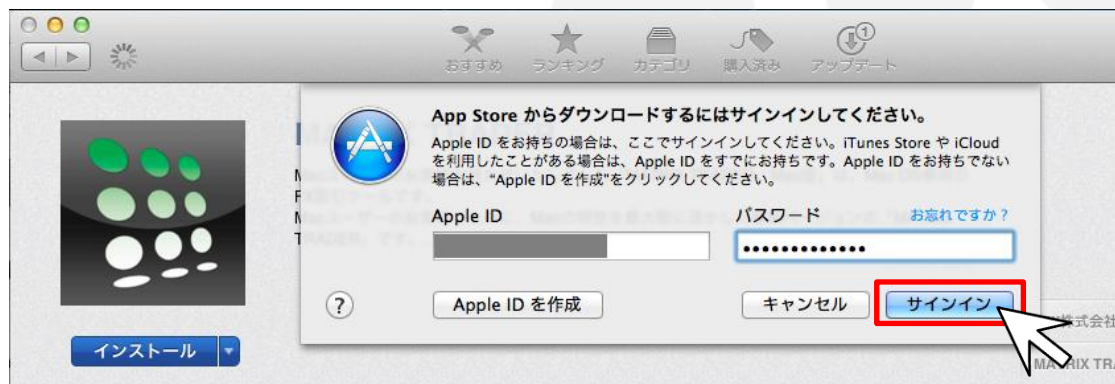 おすすめ ランキング カテゴリ 購入済み アップデート
1
App Store からダウンロードするにはサインインしてください。
Apple ID をお持ちの場合は、ここでサインインしてください。iTunes Store や iCloud
を利用したことがある場合は、Apple ID をすでにお持ちです。Apple ID をお持ちでない
場合は、"Apple ID を作成"をクリックしてください。
Apple ID
パスワード お忘れですか?
•••••••••••••
? Apple ID を作成 キャンセル サインイン
インストール
株式会社